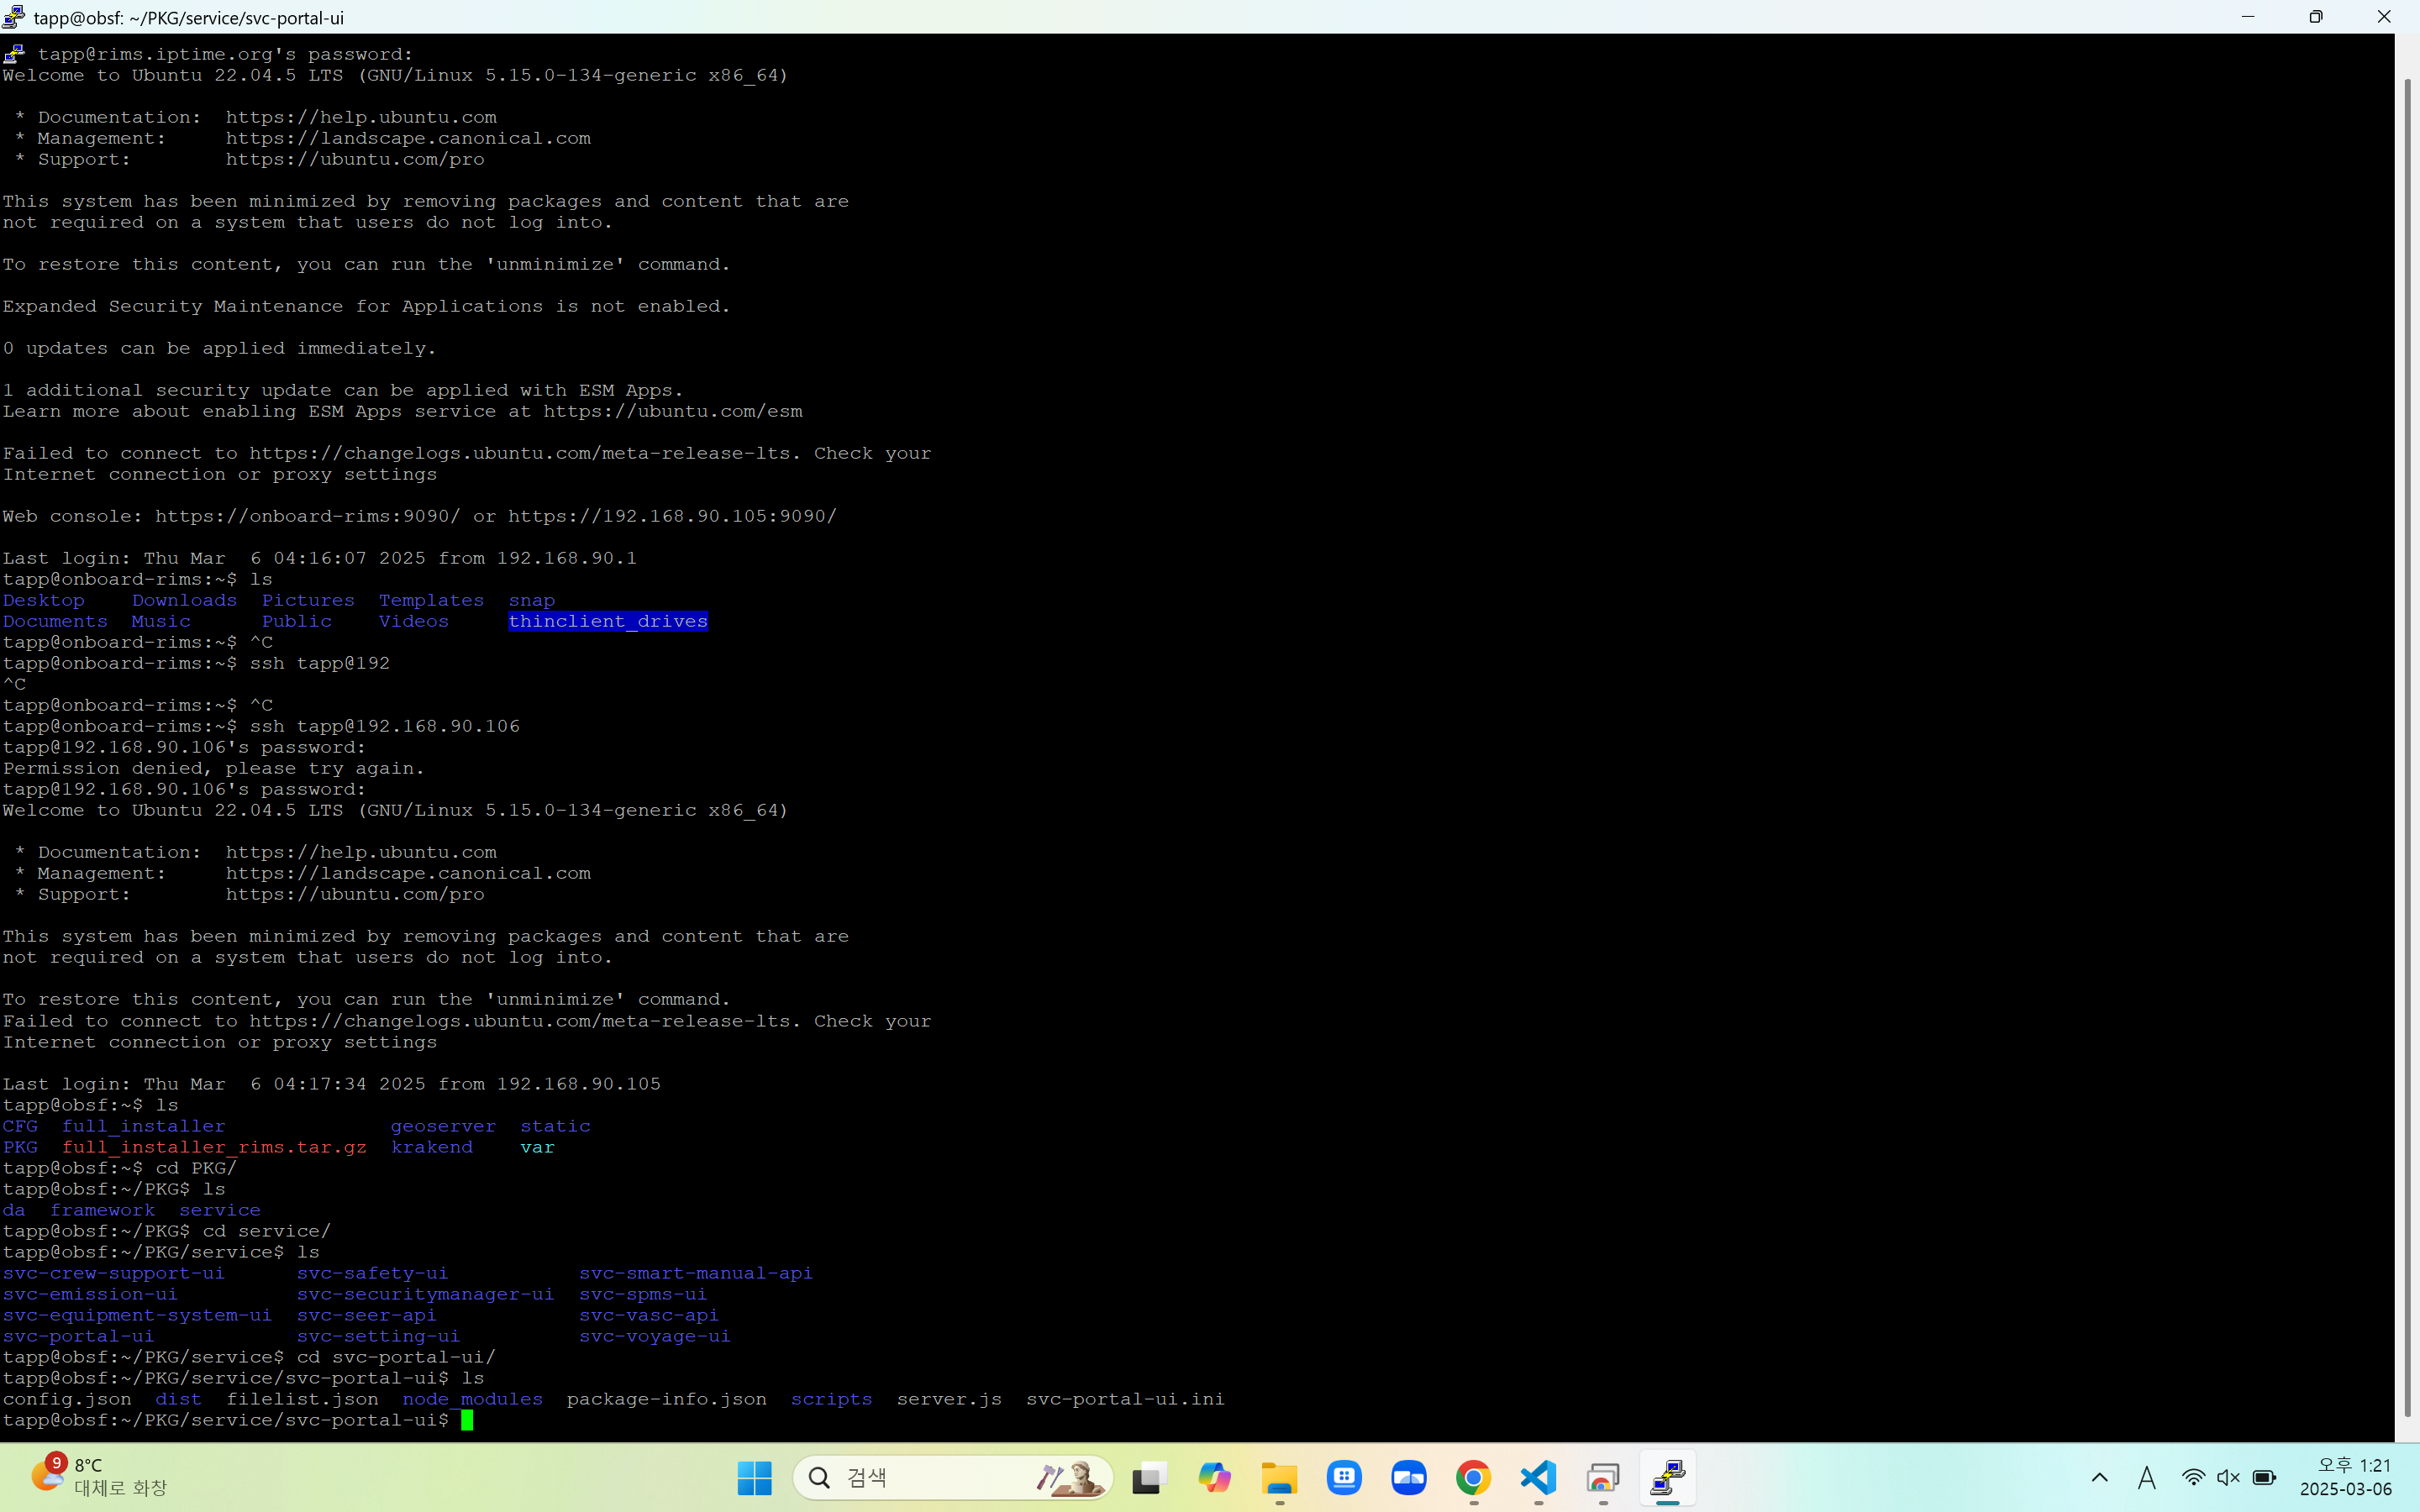 tapp@obsf: ~/PKG/service/svc-portal-ui
tapp@rims.iptime.org's password:
Welcome to Ubuntu 22.04.5 LTS (GNU/Linux 5.15.0-134-generic x86_64)
* Documentation:  https://help.ubuntu.com
* Management:     https://landscape.canonical.com
* Support:        https://ubuntu.com/pro
This system has been minimized by removing packages and content that are
not required on a system that users do not log into.
To restore this content, you can run the 'unminimize' command.
Expanded Security Maintenance for Applications is not enabled.
0 updates can be applied immediately.
1 additional security update can be applied with ESM Apps.
Learn more about enabling ESM Apps service at https://ubuntu.com/esm
Failed to connect to https://changelogs.ubuntu.com/meta-release-lts. Check your
Internet connection or proxy settings
Web console: https://onboard-rims:9090/ or https://192.168.90.105:9090/
Last login: Thu Mar  6 04:16:07 2025 from 192.168.90.1
tapp@onboard-rims:~$ ls
Desktop    Downloads  Pictures  Templates  snap
Documents  Music      Public    Videos     thinclient_drives
tapp@onboard-rims:~$ ^C
tapp@onboard-rims:~$ ssh tapp@192
^C
tapp@onboard-rims:~$ ^C
tapp@onboard-rims:~$ ssh tapp@192.168.90.106
tapp@192.168.90.106's password:
Permission denied, please try again.
tapp@192.168.90.106's password:
Welcome to Ubuntu 22.04.5 LTS (GNU/Linux 5.15.0-134-generic x86_64)
* Documentation:  https://help.ubuntu.com
* Management:     https://landscape.canonical.com
* Support:        https://ubuntu.com/pro
This system has been minimized by removing packages and content that are
not required on a system that users do not log into.
To restore this content, you can run the 'unminimize' command.
Failed to connect to https://changelogs.ubuntu.com/meta-release-lts. Check your
Internet connection or proxy settings
Last login: Thu Mar  6 04:17:34 2025 from 192.168.90.105
tapp@obsf:~$ ls
CFG  full_installer              geoserver  static
PKG  full_installer_rims.tar.gz  krakend    var
tapp@obsf:~$ cd PKG/
tapp@obsf:~/PKG$ ls
da  framework  service
tapp@obsf:~/PKG$ cd service/
tapp@obsf:~/PKG/service$ ls
svc-crew-support-ui      svc-safety-ui           svc-smart-manual-api
svc-emission-ui          svc-securitymanager-ui  svc-spms-ui
svc-equipment-system-ui  svc-seer-api            svc-vasc-api
svc-portal-ui            svc-setting-ui          svc-voyage-ui
tapp@obsf:~/PKG/service$ cd svc-portal-ui/
tapp@obsf:~/PKG/service/svc-portal-ui$ ls
config.json  dist  filelist.json  node_modules  package-info.json  scripts  server.js  svc-portal-ui.ini
tapp@obsf:~/PKG/service/svc-portal-ui$
9
8°C
대체로 화창
검색
A
오후 1:21
2025-03-06